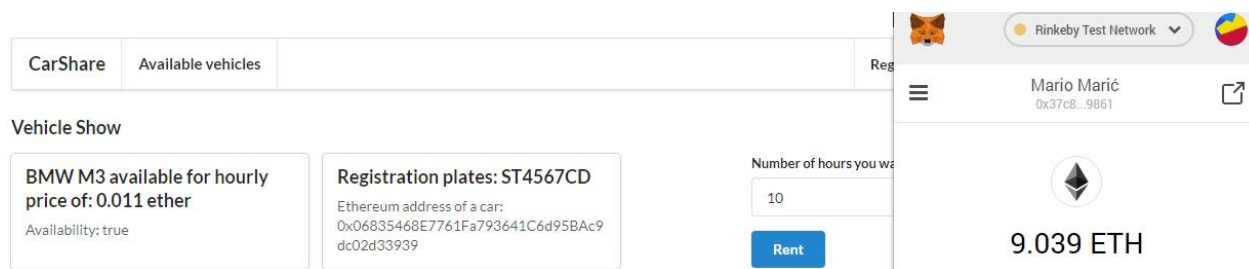 Rinkeby Test Network
CarShare
Available vehicles
Reg
Mario Marić
0x37c8...9861
Vehicle Show
BMW M3 available for hourly
price of: 0.011 ether
Availability: true
Registration plates: ST4567CD
Ethereum address of a car:
0x06835468E7761Fa793641C6d95BAc9
dc02d33939
Number of hours you wa
10
Rent
9.039 ETH